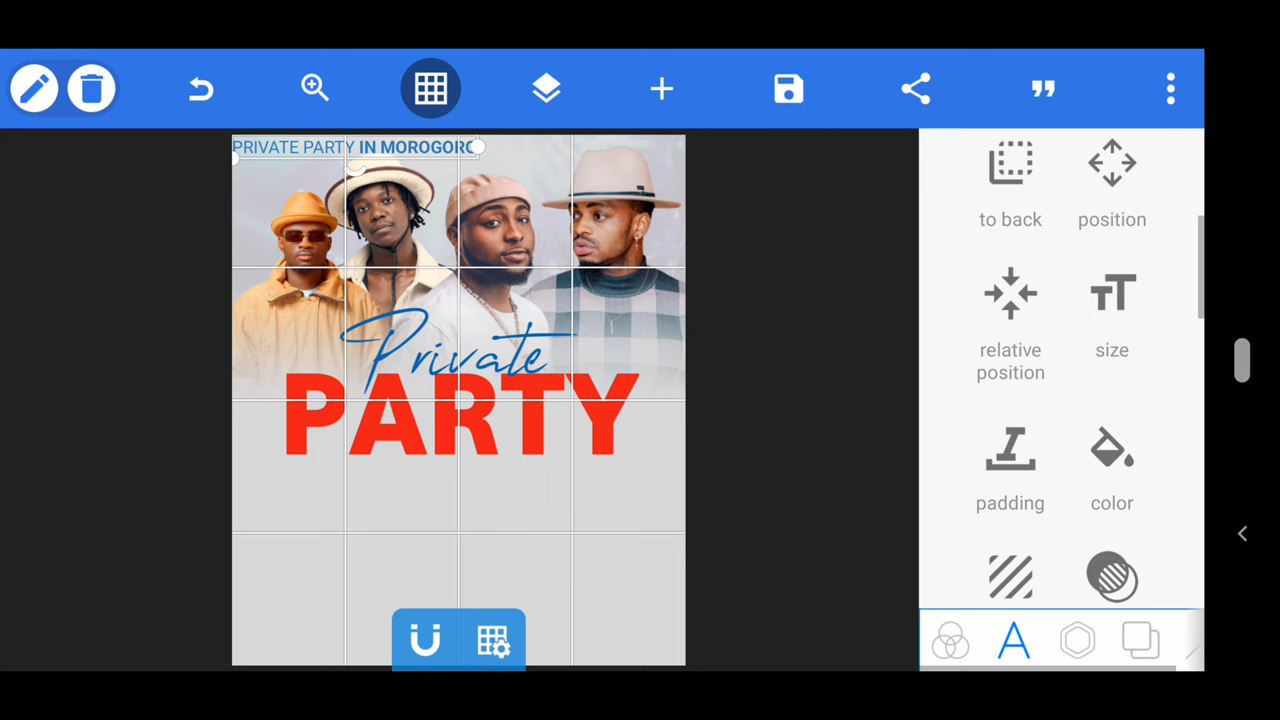 PRIVATE PARTY IN MOROGORO
Private
PARTY
to back
position
relative
position
size
padding
color